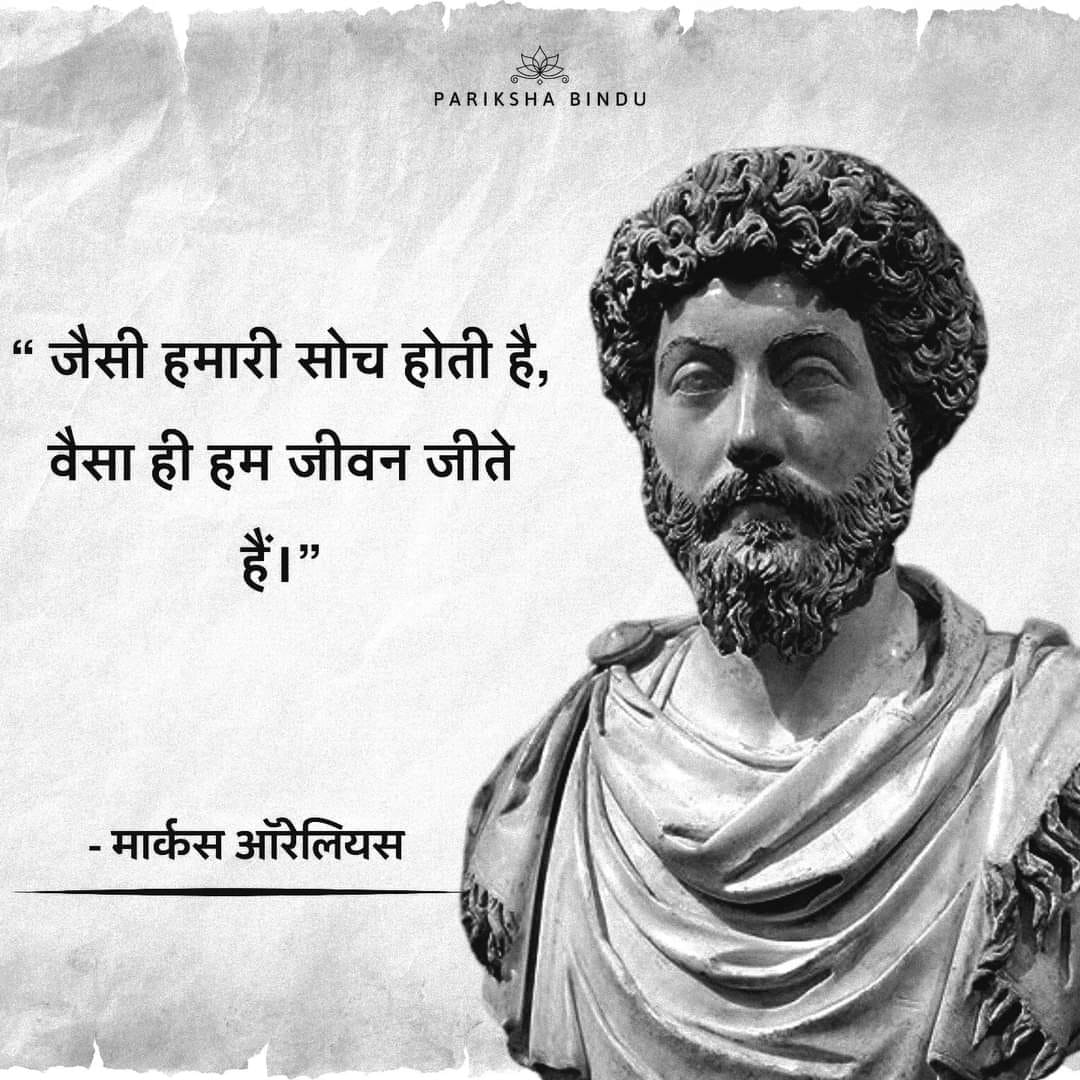 PARIKSHA BINDU
“ जैसी हमारी सोच होती है,
वैसा ही हम जीवन जीते
हैं।”
- मार्कस ऑरेलियस